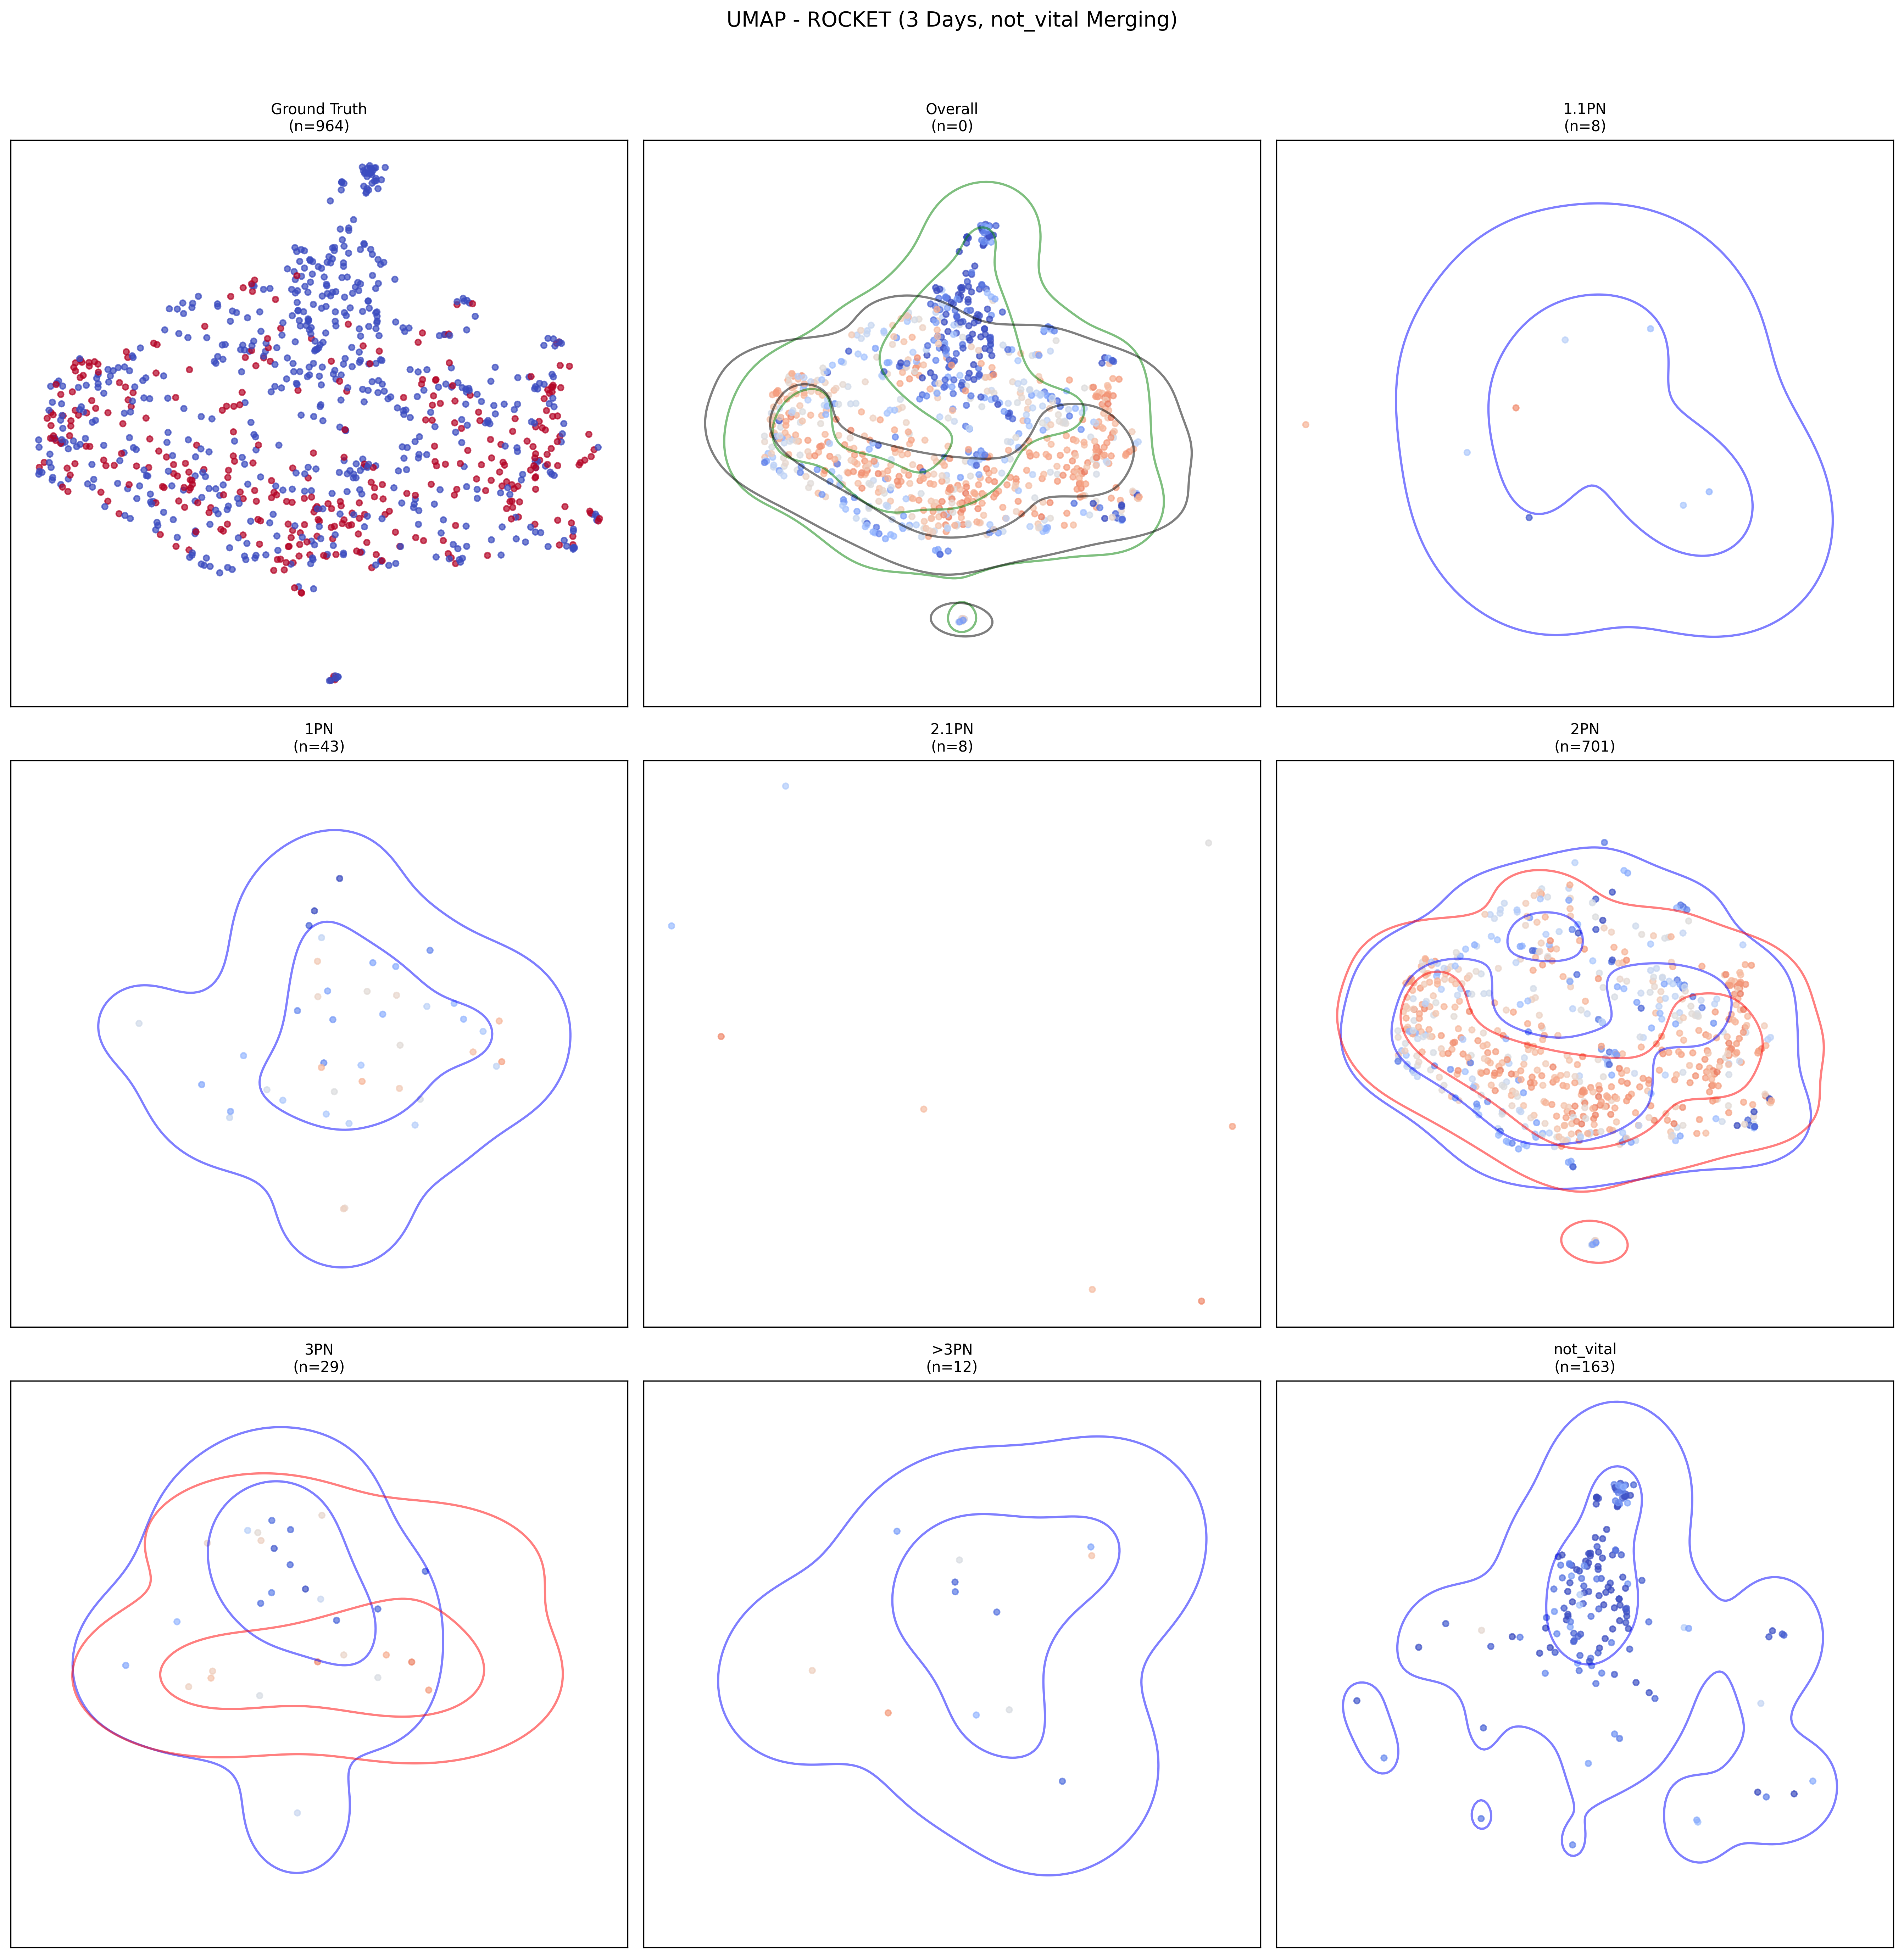 UMAP - ROCKET (3 Days, not_vital Merging)
Ground Truth
(n=964)
Overall
(n=0)
1.1PN
(n=8)
1PN
(n=43)
2.1PN
(n=8)
2PN
(n=701)
3PN
(n=29)
>3PN
(n=12)
not_vital
(n=163)